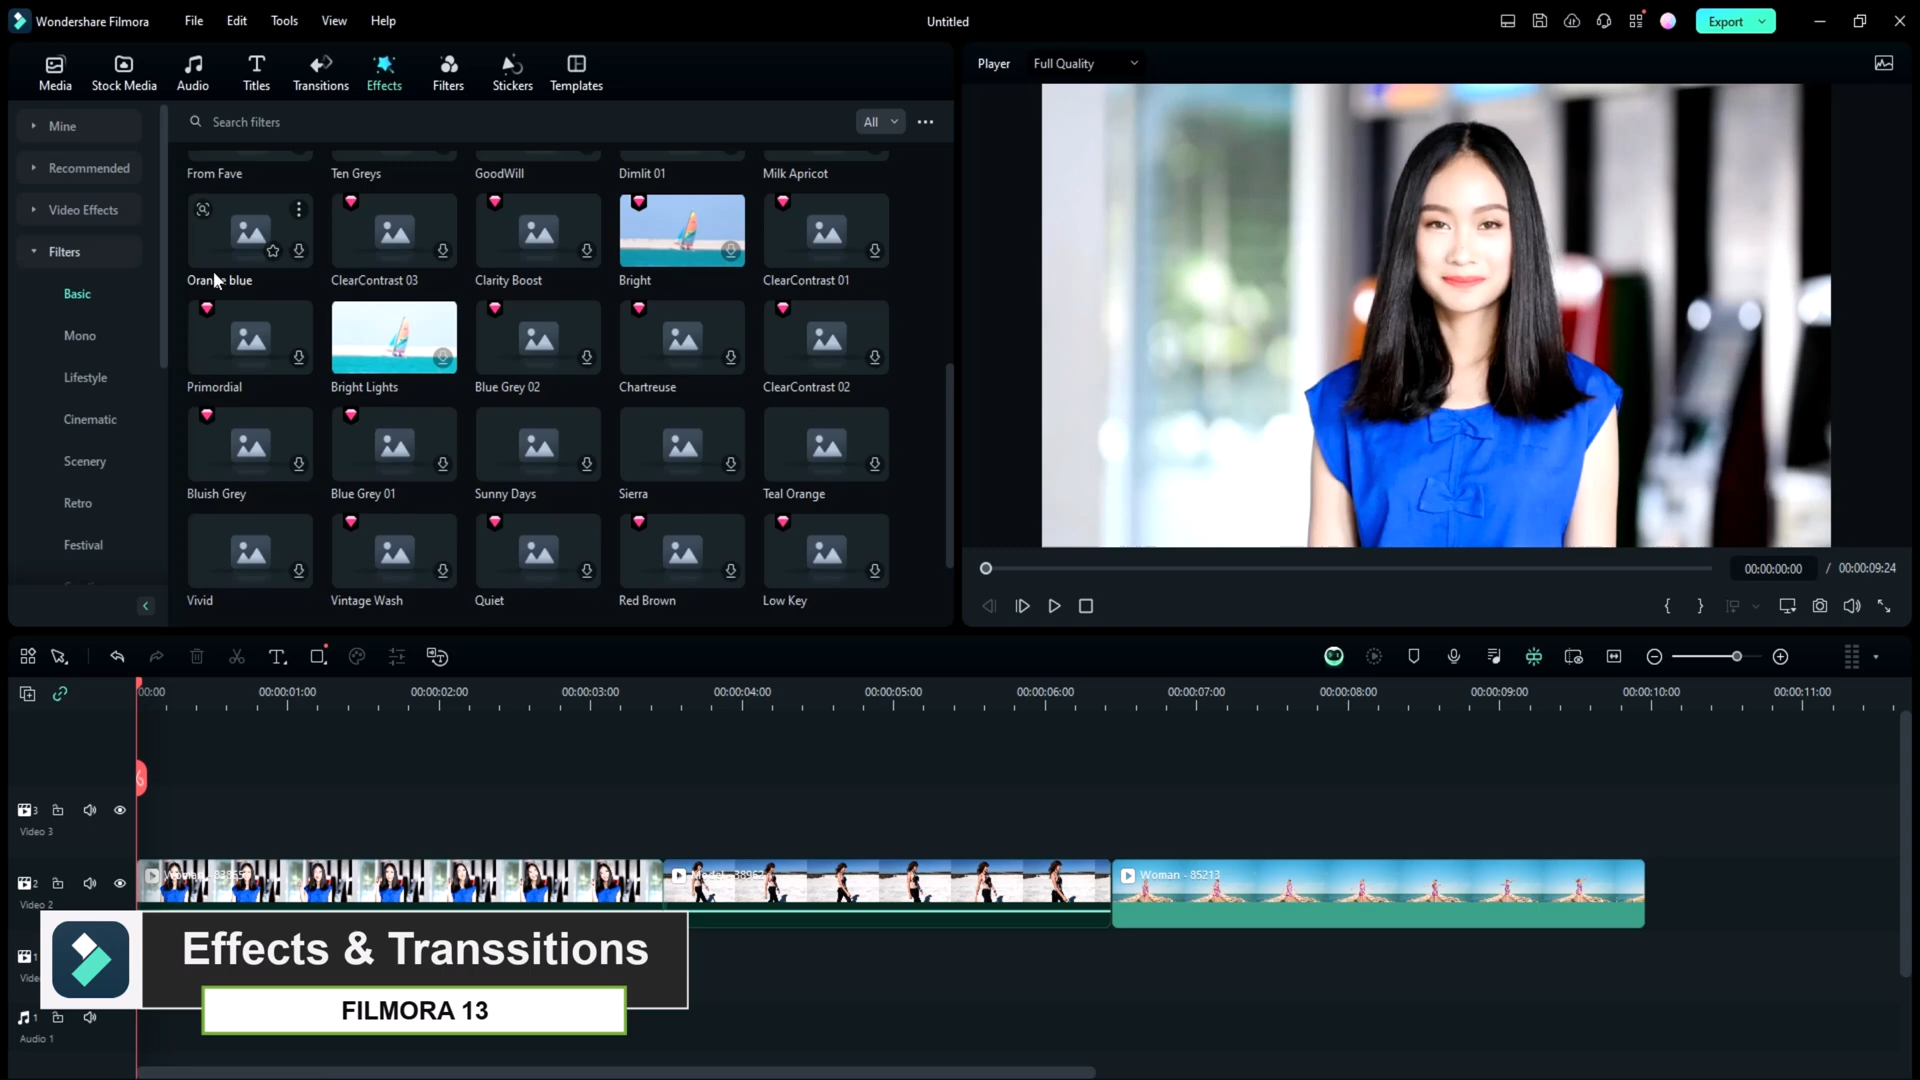 Wondershare Filmora File Edit Tools View Help Untitled Export
Media Stock Media Audio Titles Transitions Effects Filters Stickers Templates
Player Full Quality
Search filters All
Mine
Recommended
Video Effects
Filters
Basic
Mono
Lifestyle
Cinematic
Scenery
Retro
Festival
From Fave Ten Greys GoodWill Dimlit 01 Milk Apricot
Orange blue ClearContrast 03 Clarity Boost Bright ClearContrast 01
Primordial Bright Lights Blue Grey 02 Chartreuse ClearContrast 02
Bluish Grey Blue Grey 01 Sunny Days Sierra Teal Orange
Vivid Vintage Wash Quiet Red Brown Low Key
00:00:00:00 / 00:00:09:24
00:00 00:00:01:00 00:00:02:00 00:00:03:00 00:00:04:00 00:00:05:00 00:00:06:00 00:00:07:00 00:00:08:00 00:00:09:00 00:00:10:00 00:00:11:00
3
Video 3
2
Video 2
Woman - 85213
1
1
Audio 1
Effects & Transsitions
FILMORA 13